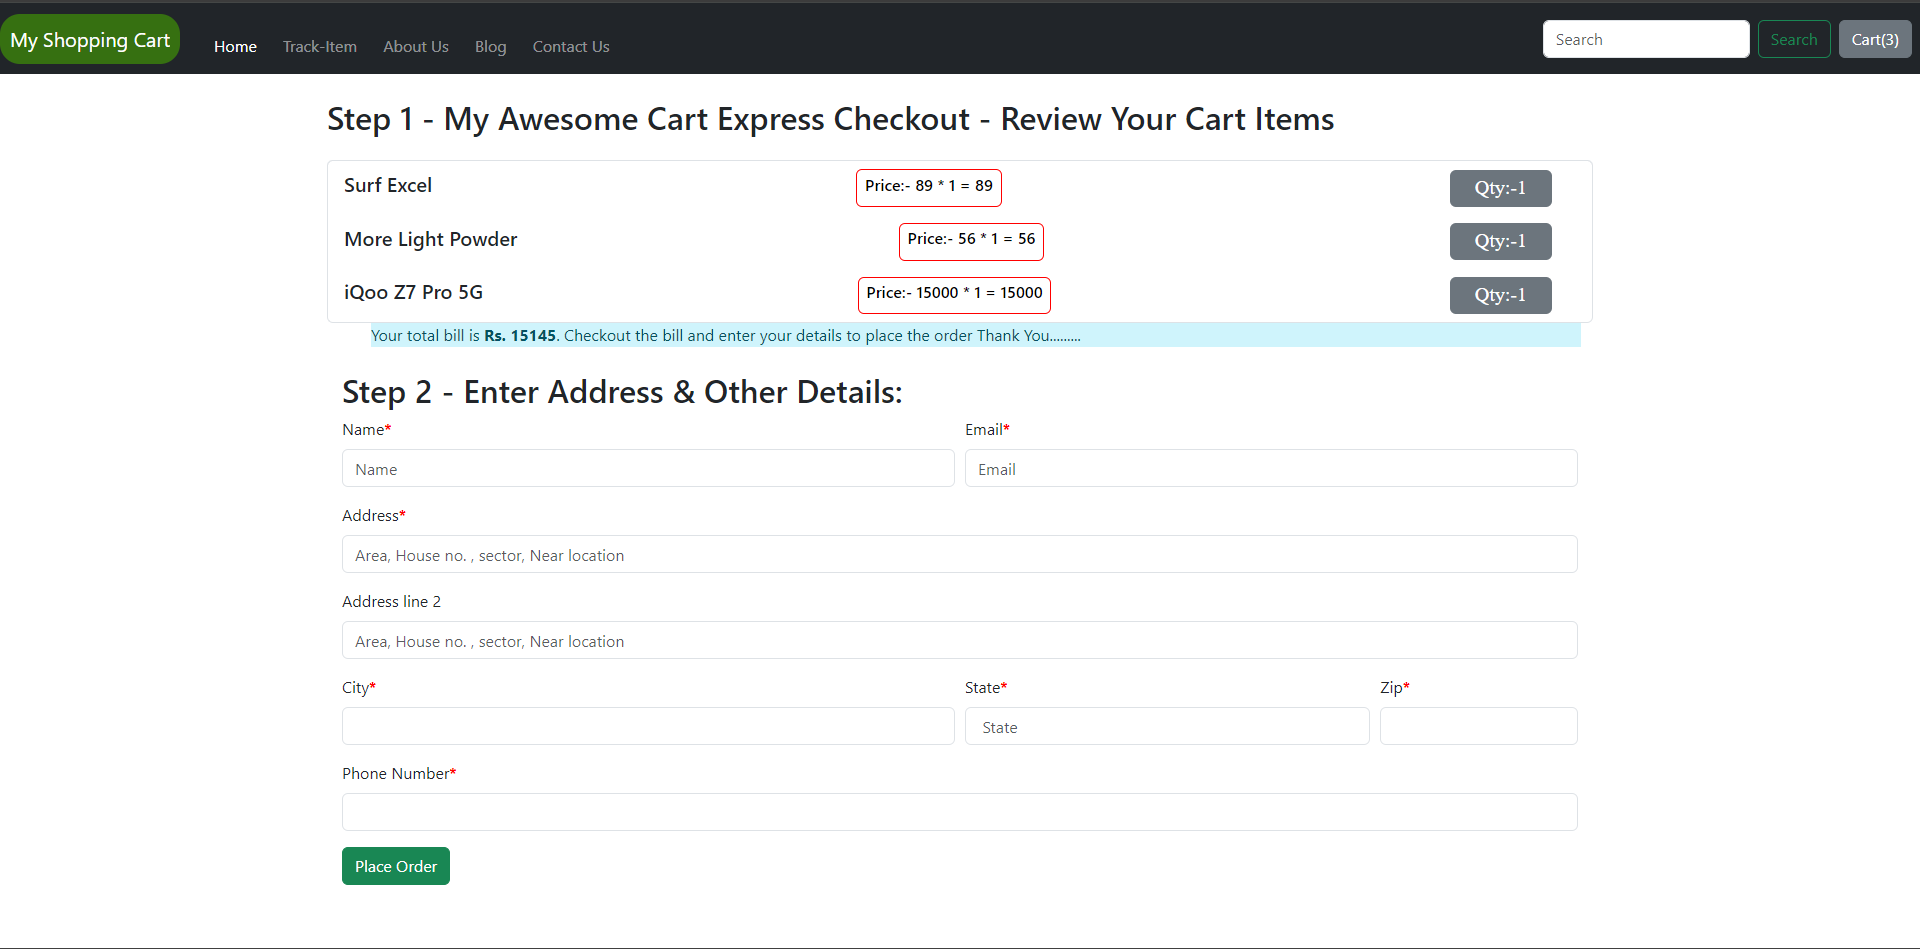 My Shopping Cart Home Track-Item About Us Blog Contact Us Search Search Cart(3)
Step 1 - My Awesome Cart Express Checkout - Review Your Cart Items
Surf Excel Price:- 89 * 1 = 89 Qty:-1
More Light Powder Price:- 56 * 1 = 56 Qty:-1
iQoo Z7 Pro 5G Price:- 15000 * 1 = 15000 Qty:-1
Your total bill is Rs. 15145. Checkout the bill and enter your details to place the order Thank You.........
Step 2 - Enter Address & Other Details:
Name* Email*
Name Email
Address*
Area, House no. , sector, Near location
Address line 2
Area, House no. , sector, Near location
City* State* Zip*
State
Phone Number*
Place Order